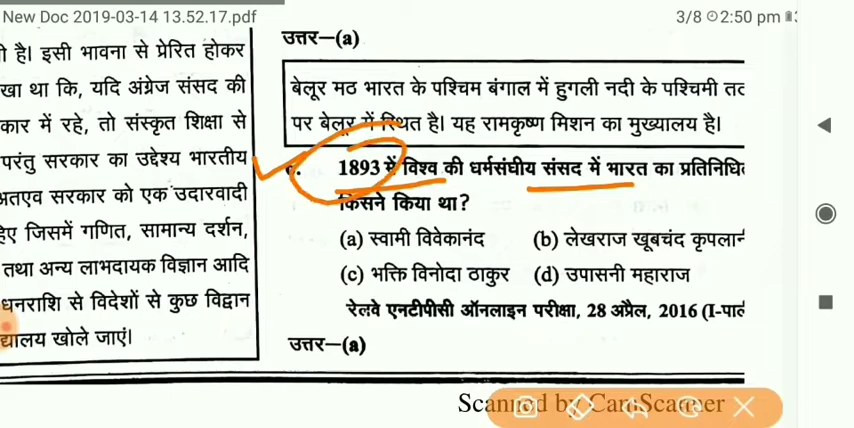 New Doc 2019-03-14 13.52.17.pdf
3/8 2:50 pm
है। इसी भावना से प्रेरित होकर
खा था कि, यदि अंग्रेज संसद की
कार में रहे, तो संस्कृत शिक्षा से
परंतु सरकार का उद्देश्य भारतीय
अतएव सरकार को एक उदारवादी
हिए जिसमें गणित, सामान्य दर्शन,
तथा अन्य लाभदायक विज्ञान आदि
धनराशि से विदेशों से कुछ विद्वान
द्यालय खोले जाएं।
उत्तर–(a)
बेलूर मठ भारत के पश्चिम बंगाल में हुगली नदी के पश्चिमी तट
पर बेलूर में स्थित है। यह रामकृष्ण मिशन का मुख्यालय है।
1893 में विश्व की धर्मसंघीय संसद में भारत का प्रतिनिधि
किसने किया था?
(a) स्वामी विवेकानंद (b) लेखराज खूबचंद कृपलान
(c) भक्ति विनोदा ठाकुर (d) उपासनी महाराज
रेलवे एनटीपीसी ऑनलाइन परीक्षा, 28 अप्रैल, 2016 (I-पा
उत्तर–(a)
Scanned by CamScanner